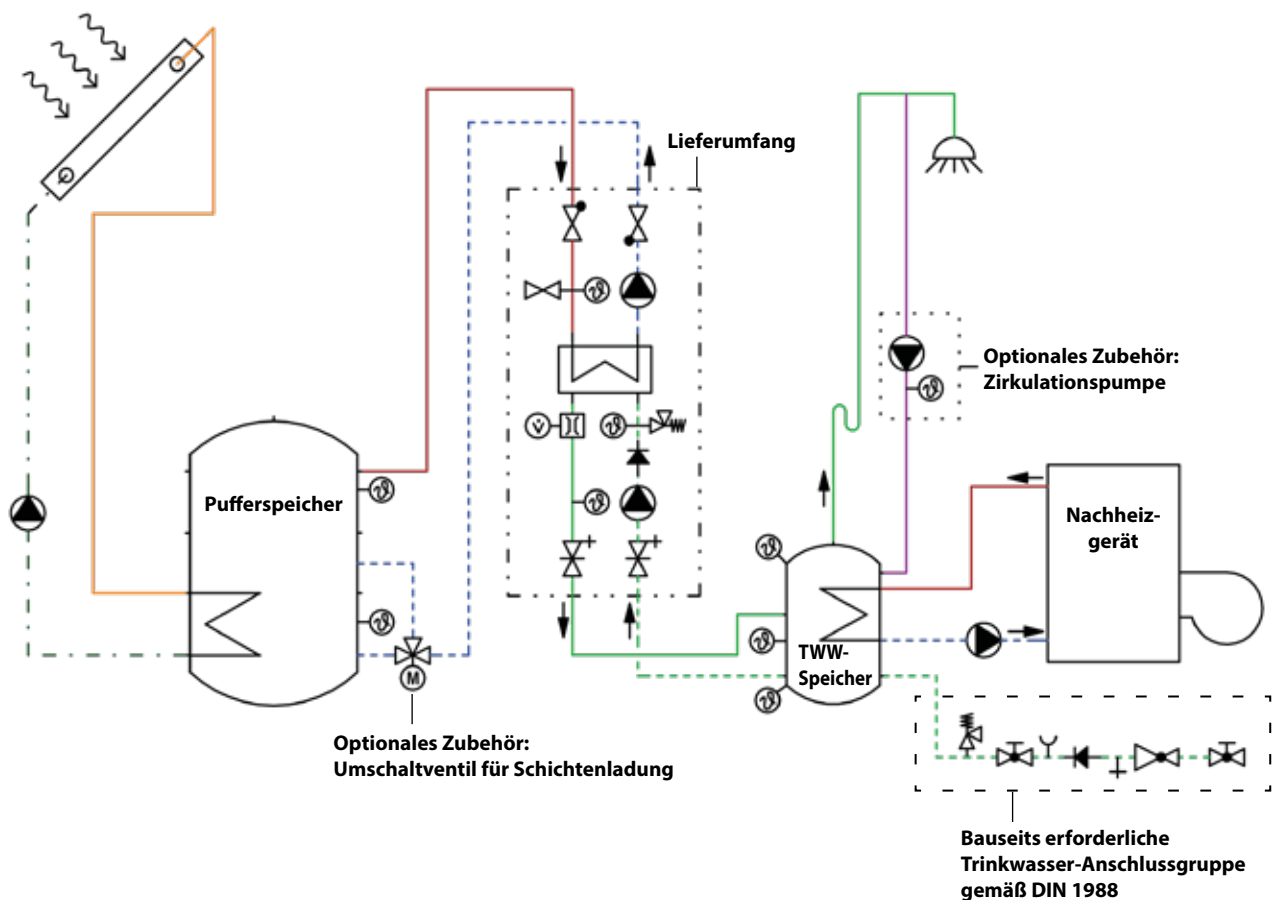 Lieferumfang
Optionales Zubehör:
Zirkulationspumpe
Pufferspeicher
ϑ
ϑ
V̇
ϑ
ϑ
ϑ
ϑ
Nachheiz-
gerät
ϑ
ϑ
ϑ
TWW-
Speicher
M
Optionales Zubehör:
Umschaltventil für Schichtenladung
Bauseits erforderliche
Trinkwasser-Anschlussgruppe
gemäß DIN 1988